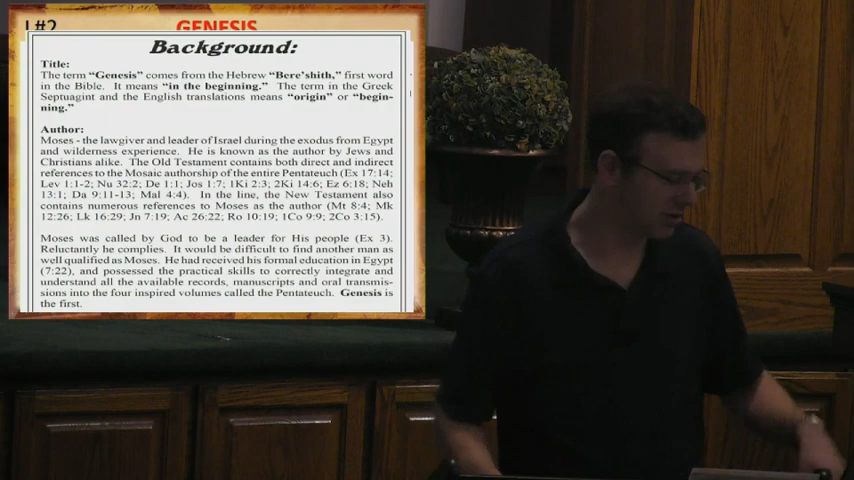 L#2
GENESIS
Background:
Title:
The term “Genesis” comes from the Hebrew “Bere'shith,” first word
in the Bible. It means “in the beginning.” The term in the Greek
Septuagint and the English translations means “origin” or “begin-
ning.”
Author:
Moses - the lawgiver and leader of Israel during the exodus from Egypt
and wilderness experience. He is known as the author by Jews and
Christians alike. The Old Testament contains both direct and indirect
references to the Mosaic authorship of the entire Pentateuch (Ex 17:14;
Lev 1:1-2; Nu 32:2; De 1:1; Jos 1:7; 1Ki 2:3; 2Ki 14:6; Ez 6:18; Neh
13:1; Da 9:11-13; Mal 4:4). In the line, the New Testament also
contains numerous references to Moses as the author (Mt 8:4; Mk
12:26; Lk 16:29; Jn 7:19; Ac 26:22; Ro 10:19; 1Co 9:9; 2Co 3:15).
Moses was called by God to be a leader for His people (Ex 3).
Reluctantly he complies. It would be difficult to find another man as
well qualified as Moses. He had received his formal education in Egypt
(7:22), and possessed the practical skills to correctly integrate and
understand all the available records, manuscripts and oral transmis-
sions into the four inspired volumes called the Pentateuch. Genesis is
the first.